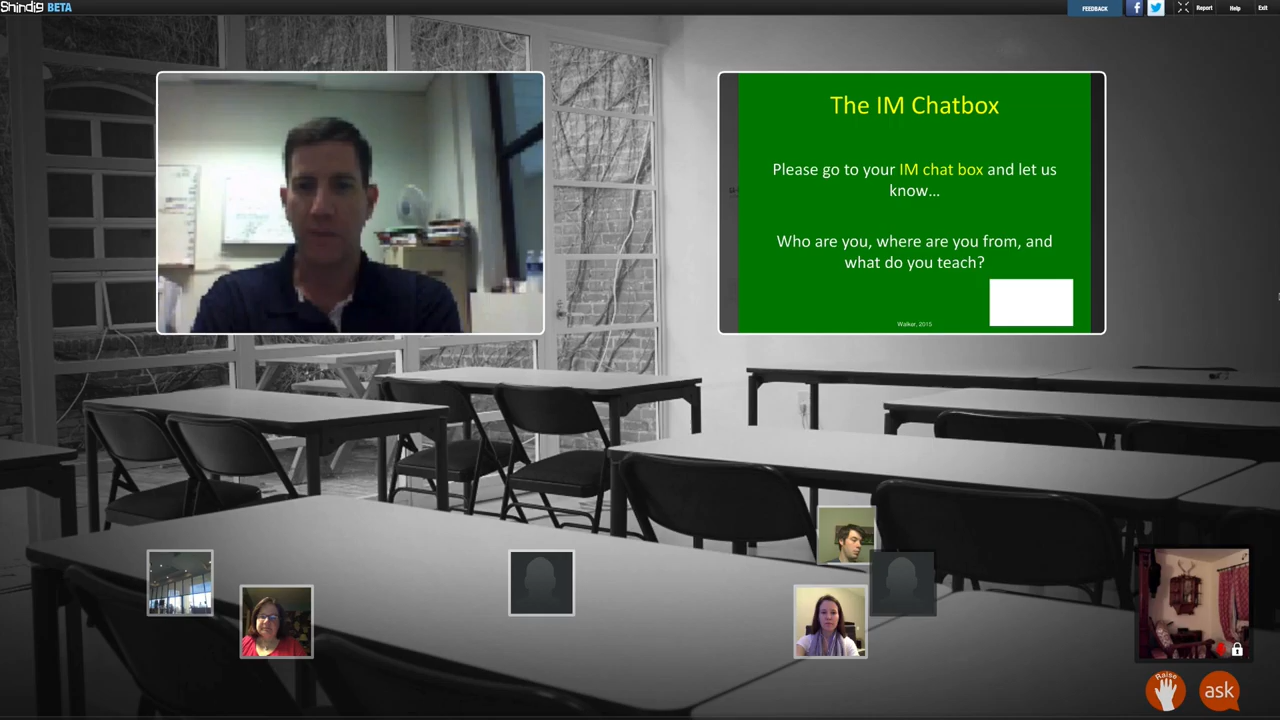 Shindig BETA
FEEDBACK
Report
Help
Exit
The IM Chatbox
Please go to your IM chat box and let us
know…
Who are you, where are you from, and
what do you teach?
Walker, 2015
Raise
ask